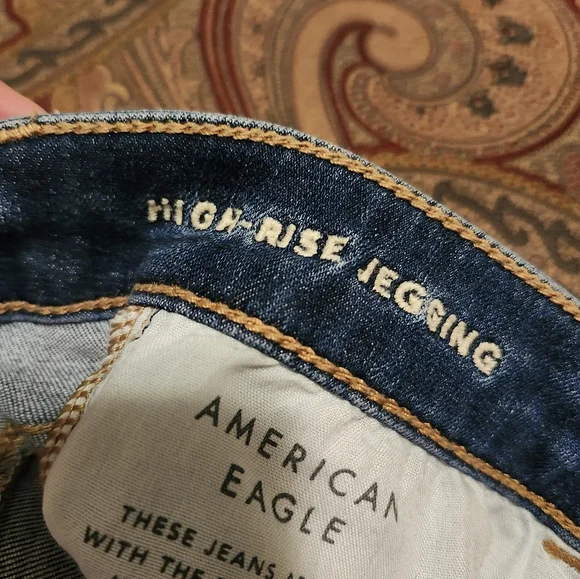 HIGH-RISE JEGGING
AMERICAN
EAGLE
THESE JEANS
WITH THE